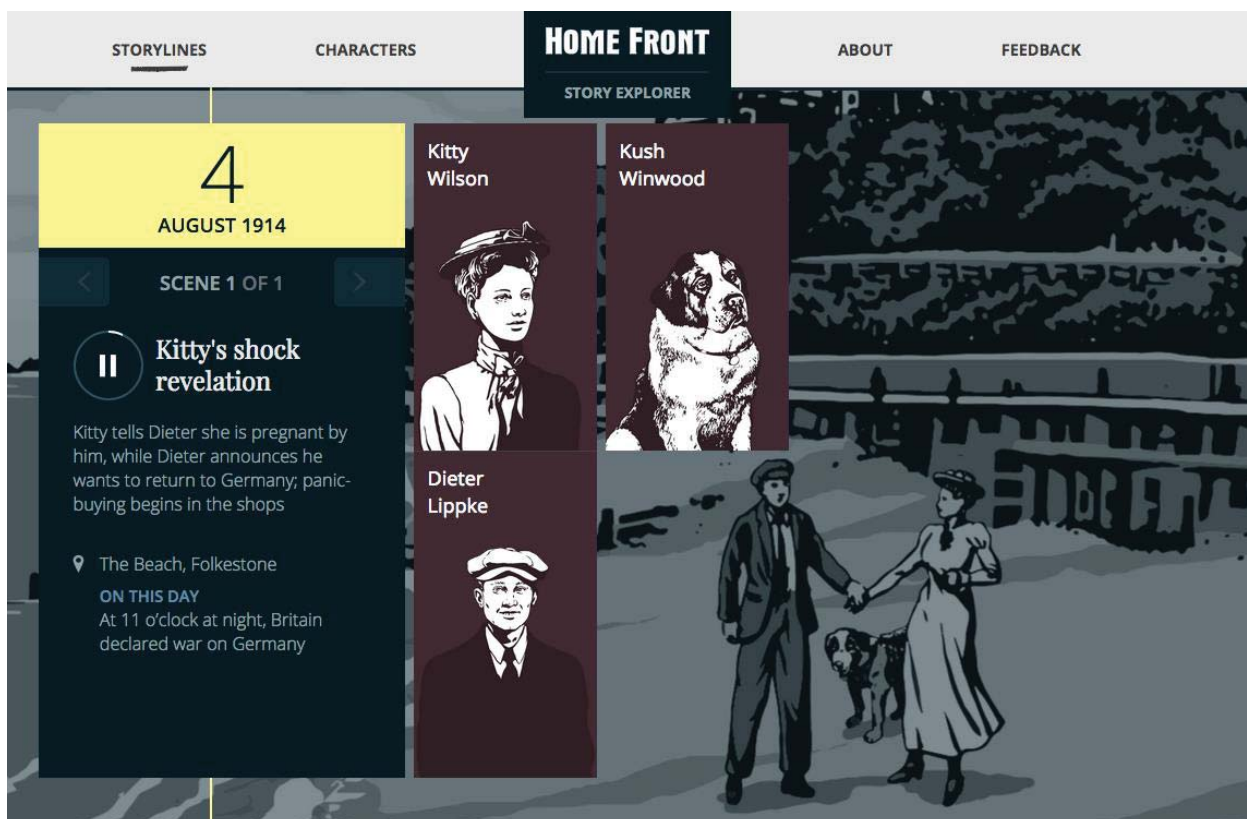 STORYLINES
CHARACTERS
HOME FRONT
STORY EXPLORER
ABOUT
FEEDBACK
4
AUGUST 1914
SCENE 1 OF 1
Kitty's shock
revelation
Kitty tells Dieter she is pregnant by
him, while Dieter announces he
wants to return to Germany; panic-
buying begins in the shops
The Beach, Folkestone
ON THIS DAY
At 11 o'clock at night, Britain
declared war on Germany
Kitty
Wilson
Kush
Winwood
Dieter
Lippke